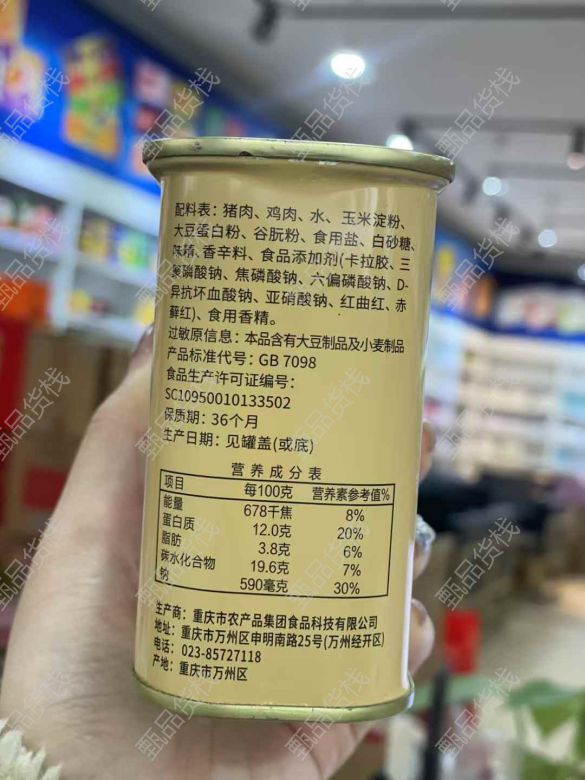 配料表：猪肉、鸡肉、水、玉米淀粉、
大豆蛋白粉、谷朊粉、食用盐、白砂糖、
味精、香辛料、食品添加剂(卡拉胶、三
聚磷酸钠、焦磷酸钠、六偏磷酸钠、D-
异抗坏血酸钠、亚硝酸钠、红曲红、赤
藓红)、食用香精。
过敏原信息：本品含有大豆制品及小麦制品
产品标准代号：GB 7098
食品生产许可证编号：
SC10950010133502
保质期：36个月
生产日期：见罐盖(或底)
营养成分表
项目 每100克 营养素参考值%
能量 678千焦 8%
蛋白质 12.0克 20%
脂肪 3.8克 6%
碳水化合物 19.6克 7%
钠 590毫克 30%
生产商：重庆市农产品集团食品科技有限公司
地址：重庆市万州区申明南路25号(万州经开区)
电话：023-85727118
产地：重庆市万州区
甄品货栈